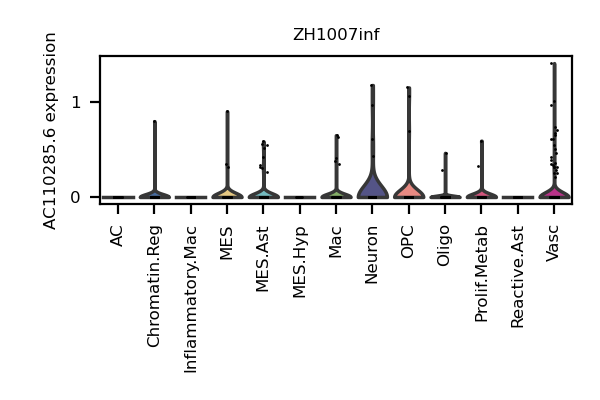 ZH1007inf
AC110285.6 expression
1
0
AC
Chromatin.Reg
Inflammatory.Mac
MES
MES.Ast
MES.Hyp
Mac
Neuron
OPC
Oligo
Prolif.Metab
Reactive.Ast
Vasc